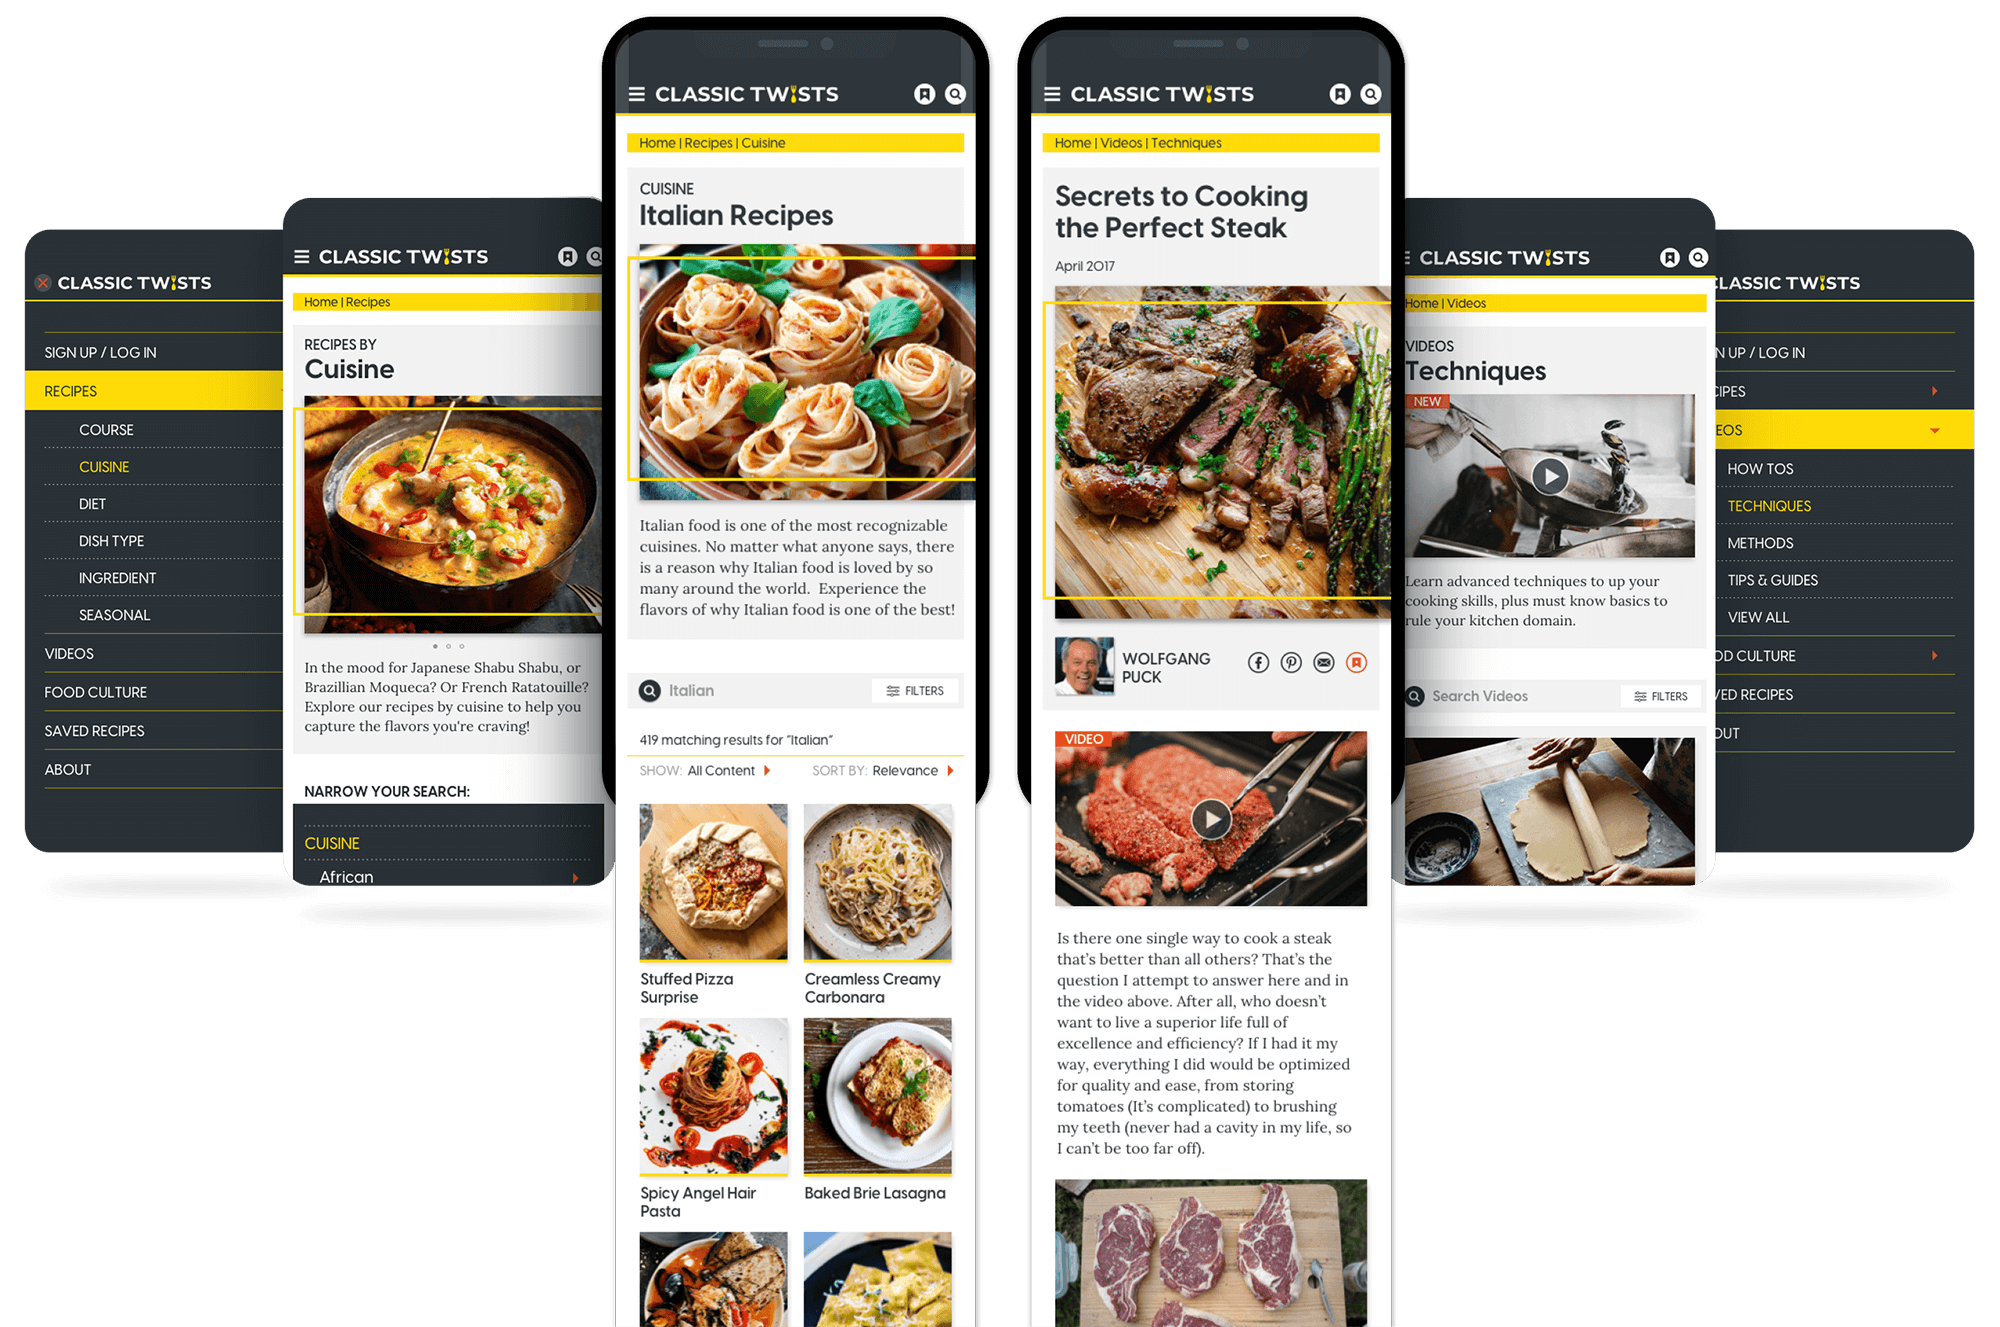 CLASSIC TWISTS
SIGN UP / LOG IN
RECIPES
COURSE
CUISINE
DIET
DISH TYPE
INGREDIENT
SEASONAL
VIDEOS
FOOD CULTURE
SAVED RECIPES
ABOUT
CLASSIC TWISTS
Home | Recipes
RECIPES BY
Cuisine
In the mood for Japanese Shabu Shabu, or
Brazillian Moqueca? Or French Ratatouille?
Explore our recipes by cuisine to help you
capture the flavors you're craving!
NARROW YOUR SEARCH:
CUISINE
African
CLASSIC TWISTS
Home | Recipes | Cuisine
CUISINE
Italian Recipes
Italian food is one of the most recognizable
cuisines. No matter what anyone says, there
is a reason why Italian food is loved by so
many around the world. Experience the
flavors of why Italian food is one of the best!
Italian
FILTERS
419 matching results for "Italian"
SHOW: All Content
SORT BY: Relevance
Stuffed Pizza
Surprise
Creamless Creamy
Carbonara
Spicy Angel Hair
Pasta
Baked Brie Lasagna
CLASSIC TWISTS
Home | Videos | Techniques
Secrets to Cooking
the Perfect Steak
April 2017
WOLFGANG
PUCK
VIDEO
Is there one single way to cook a steak
that's better than all others? That's the
question I attempt to answer here and in
the video above. After all, who doesn't
want to live a superior life full of
excellence and efficiency? If I had it my
way, everything I did would be optimized
for quality and ease, from storing
tomatoes (It's complicated) to brushing
my teeth (never had a cavity in my life, so
I can't be too far off).
CLASSIC TWISTS
Home | Videos
VIDEOS
Techniques
NEW
Learn advanced techniques to up your
cooking skills, plus must know basics to
rule your kitchen domain.
Search Videos
FILTERS
CLASSIC TWISTS
N UP / LOG IN
CIPES
EOS
HOW TOS
TECHNIQUES
METHODS
TIPS & GUIDES
VIEW ALL
OD CULTURE
VED RECIPES
OUT